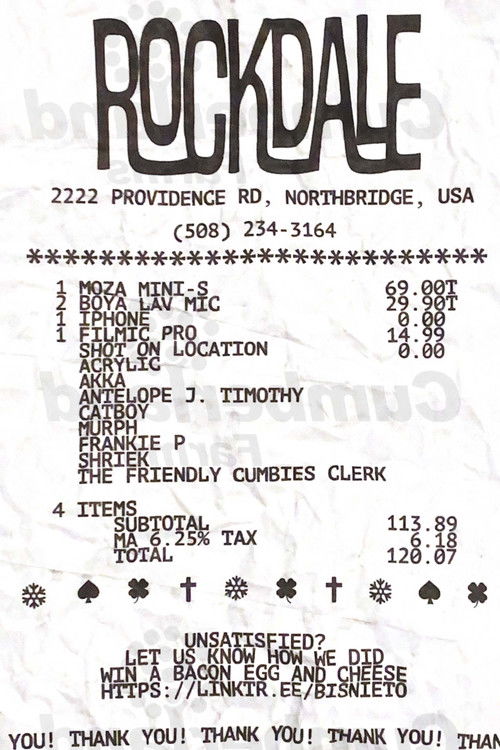 ROCKDALE
2222 PROVIDENCE RD, NORTHBRIDGE, USA
(508) 234-3164
******************************
1 MOZA MINI-S 69.00T
2 BOYA LAV MIC 29.90T
1 IPHONE 0.00
1 FILMIC PRO 14.99
SHOT ON LOCATION 0.00
ACRYLIC
AKKA
ANTELOPE J. TIMOTHY
CATBOY
MURPH
FRANKIE P
SHRIEK
THE FRIENDLY CUMBIES CLERK
4 ITEMS
SUBTOTAL 113.89
MA 6.25% TAX 6.18
TOTAL 120.07
UNSATISFIED?
LET US KNOW HOW WE DID
WIN A BACON EGG AND CHEESE
HTTPS://LINKTR.EE/BISNIETO
YOU! THANK YOU! THANK YOU! THANK YOU! THAN